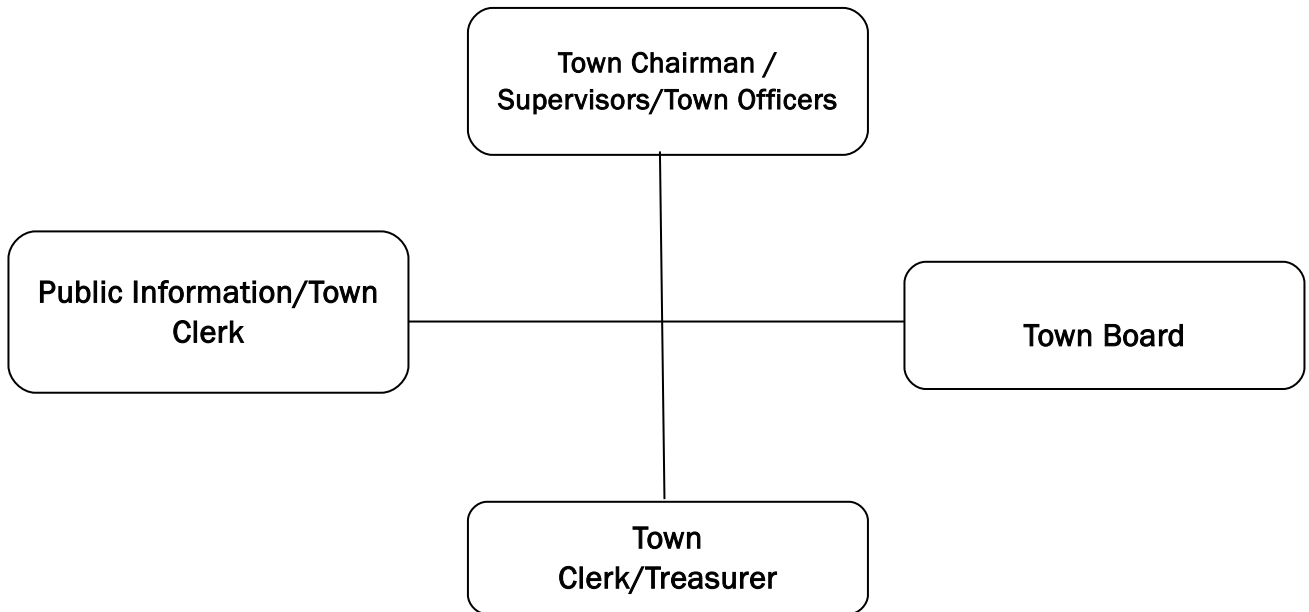 Town Chairman /
Supervisors/Town Officers
Public Information/Town
Clerk
Town Board
Town
Clerk/Treasurer